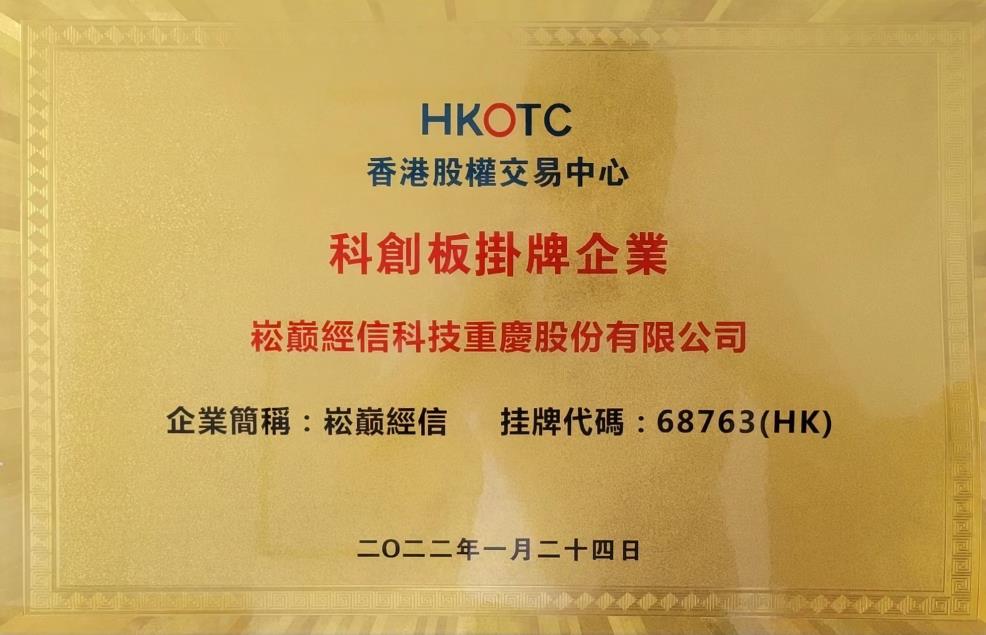 HKOTC
香港股權交易中心
科創板掛牌企業
崧巅經信科技重慶股份有限公司
企業簡稱：崧巅經信 挂牌代碼：68763(HK)
二〇二二年一月二十四日